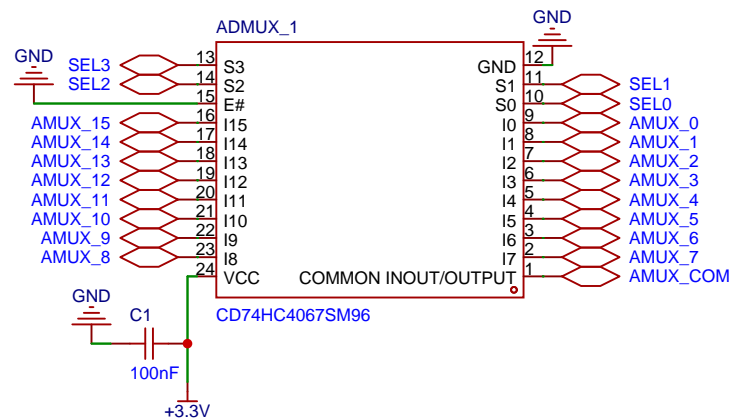 ADMUX_1
GND
GND
SEL3 13 S3 GND 12
SEL2 14 S2 S1 11 SEL1
15 E# S0 10 SEL0
AMUX_15 16 I15 I0 9 AMUX_0
AMUX_14 17 I14 I1 8 AMUX_1
AMUX_13 18 I13 I2 7 AMUX_2
AMUX_12 19 I12 I3 6 AMUX_3
AMUX_11 20 I11 I4 5 AMUX_4
AMUX_10 21 I10 I5 4 AMUX_5
AMUX_9 22 I9 I6 3 AMUX_6
AMUX_8 23 I8 I7 2 AMUX_7
24 VCC COMMON INOUT/OUTPUT 1 AMUX_COM
GND
C1
CD74HC4067SM96
100nF
+3.3V